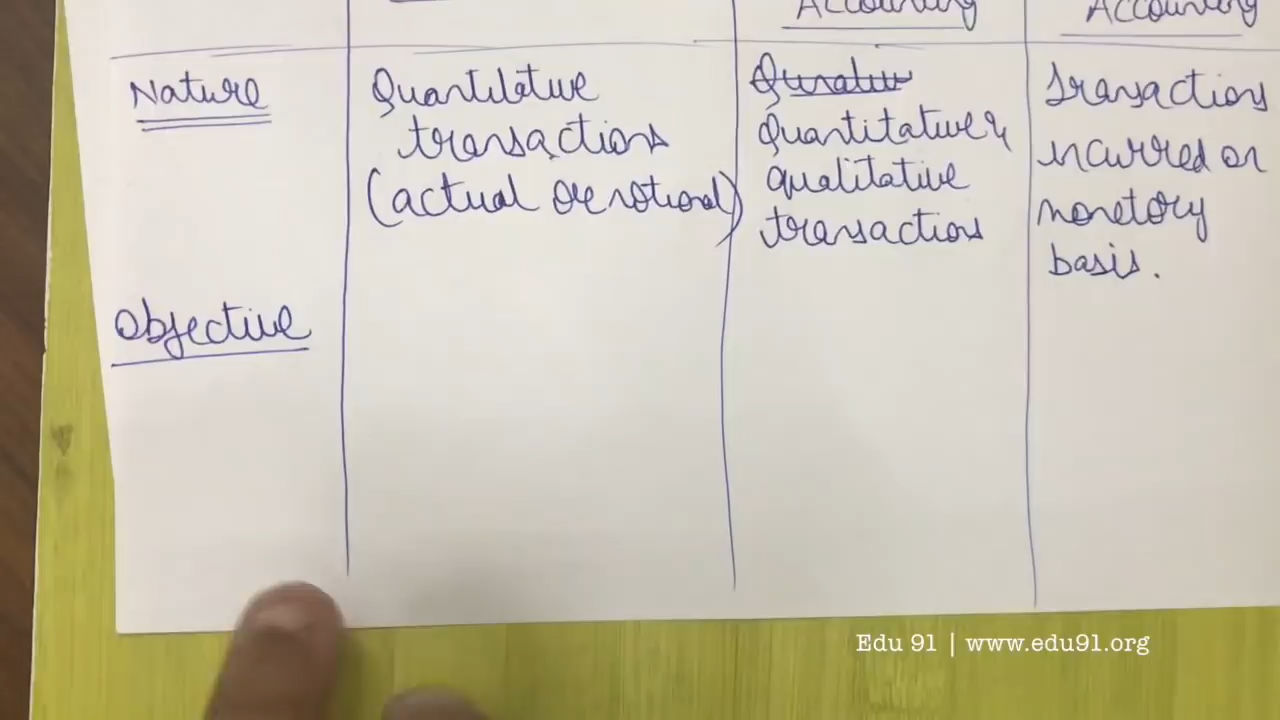 Accounting
Accounting
Nature
Quantitative
transactions
(actual or notional)
Quantitative &
qualitative
transactions
Transactions
incurred on
monetory
basis.
Objective
Edu 91 | www.edu91.org